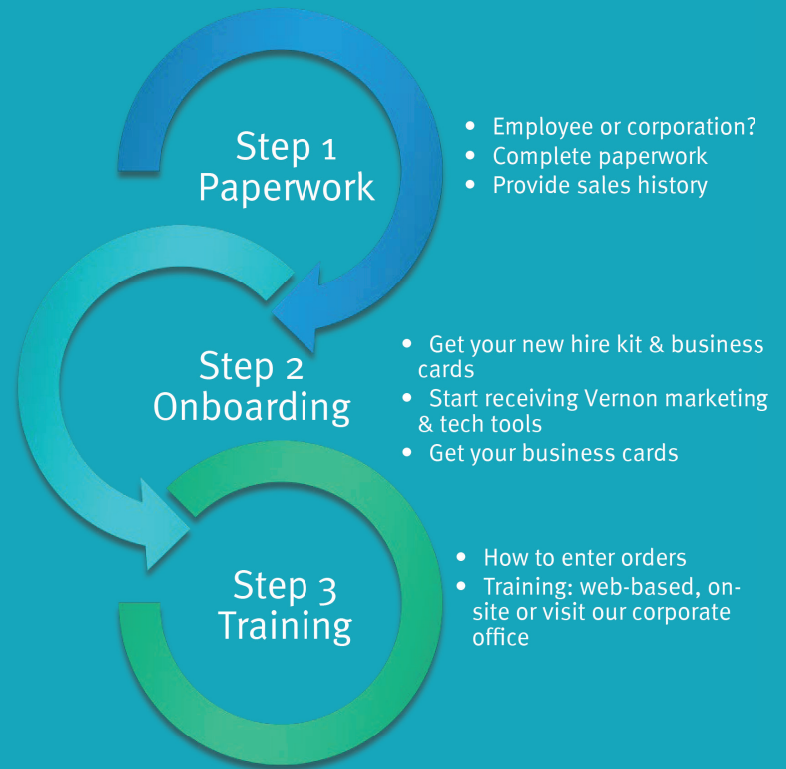 Step 1
Paperwork
• Employee or corporation?
• Complete paperwork
• Provide sales history
Step 2
Onboarding
• Get your new hire kit & business
cards
• Start receiving Vernon marketing
& tech tools
• Get your business cards
Step 3
Training
• How to enter orders
• Training: web-based, on-
site or visit our corporate
office